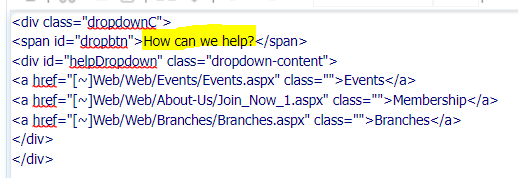 <div class="dropdownC">
<span id="dropbtn">How can we help?</span>
<div id="helpDropdown" class="dropdown-content">
<a href="[~]Web/Web/Events/Events.aspx" class="">Events</a>
<a href="[~]Web/Web/About-Us/Join_Now_1.aspx" class="">Membership</a>
<a href="[~]Web/Web/Branches/Branches.aspx" class="">Branches</a>
</div>
</div>